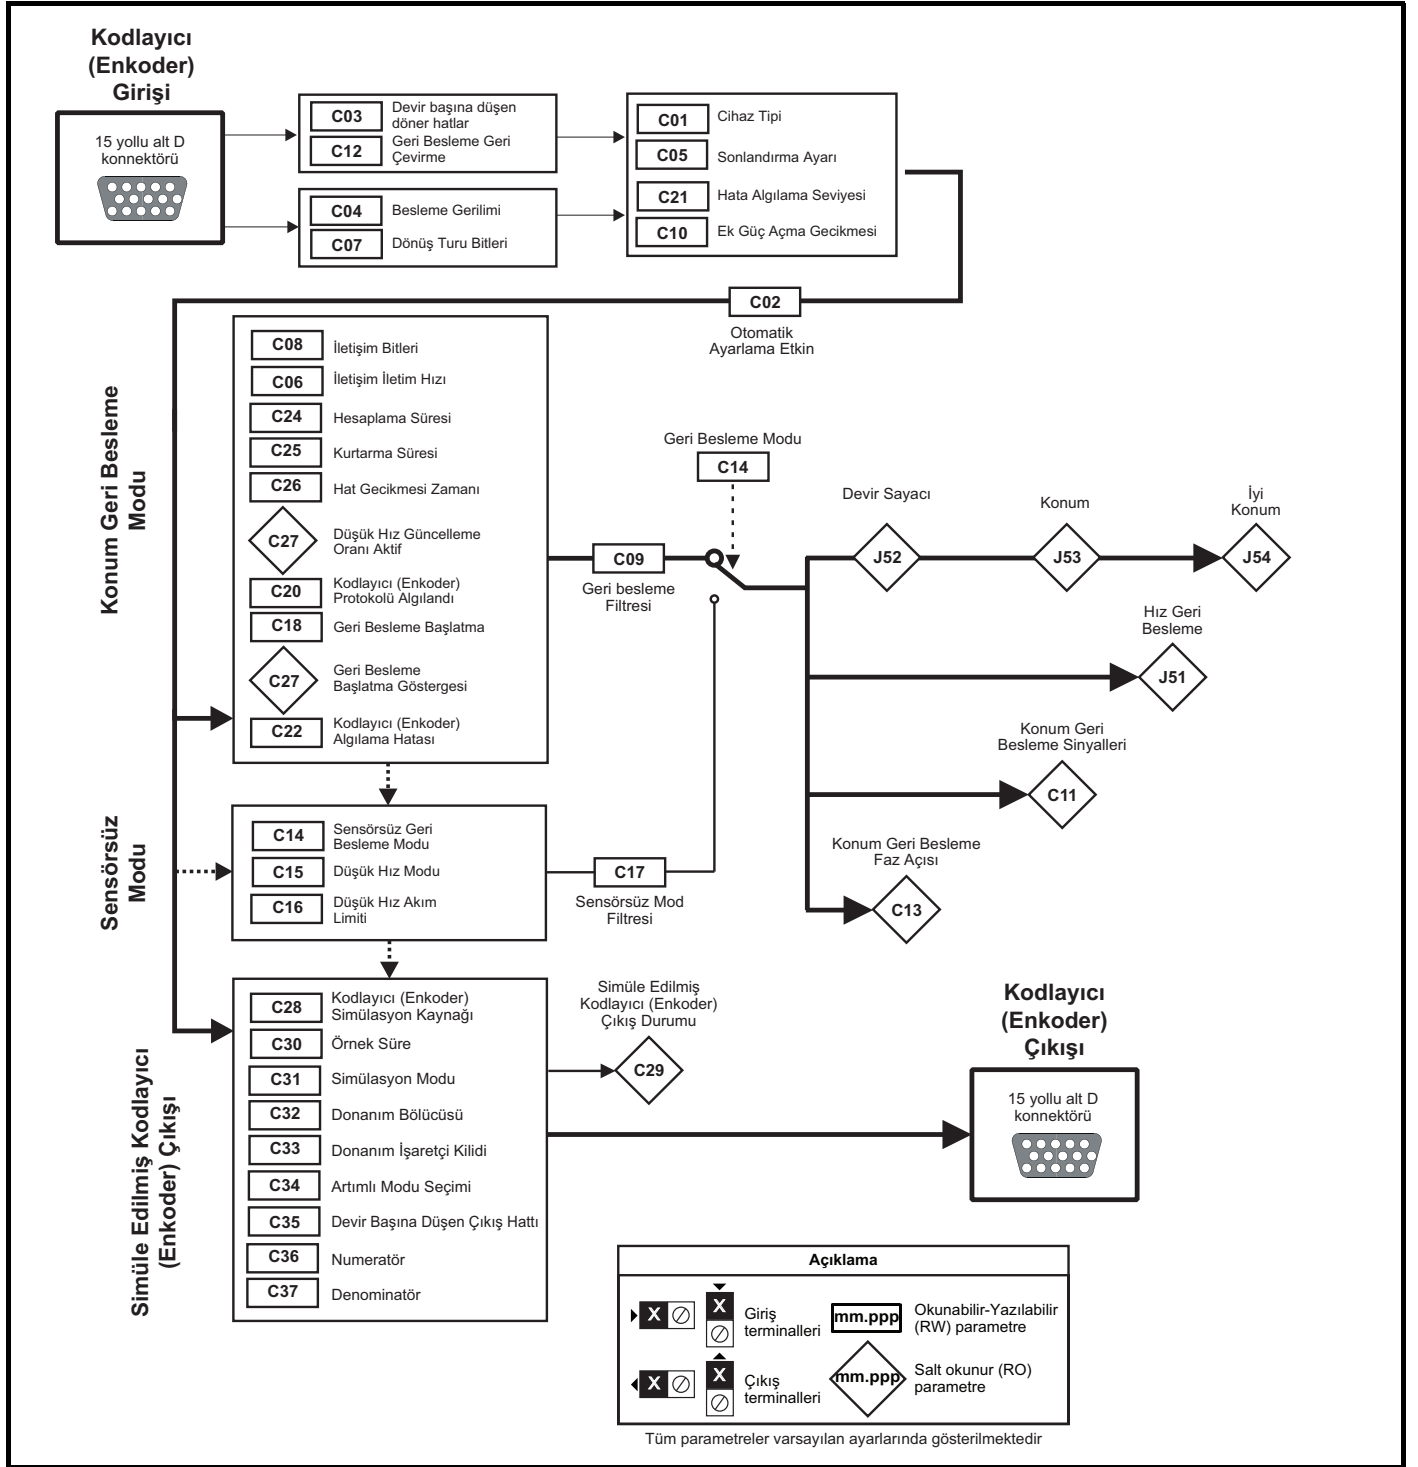 Kodlayıcı
(Enkoder)
Girişi
15 yollu alt D
konnektörü
C03
Devir başına düşen
döner hatlar
C12
Geri Besleme Geri
Çevirme
C04
Besleme Gerilimi
C07
Dönüş Turu Bitleri
C01
Cihaz Tipi
C05
Sonlandırma Ayarı
C21
Hata Algılama Seviyesi
C10
Ek Güç Açma Gecikmesi
C02
Otomatik
Ayarlama Etkin
Konum Geri Besleme
Modu
C08
İletişim Bitleri
C06
İletişim İletim Hızı
C24
Hesaplama Süresi
C25
Kurtarma Süresi
C26
Hat Gecikmesi Zamanı
C27
Düşük Hız Güncelleme
Oranı Aktif
C20
Kodlayıcı (Enkoder)
Protokolü Algılandı
C18
Geri Besleme Başlatma
C27
Geri Besleme
Başlatma Göstergesi
C22
Kodlayıcı (Enkoder)
Algılama Hatası
C09
Geri besleme
Filtresi
Geri Besleme Modu
C14
Devir Sayacı
J52
Konum
J53
İyi
Konum
J54
Hız Geri
Besleme
J51
Konum Geri
Besleme Sinyalleri
C11
Konum Geri Besleme
Faz Açısı
C13
Sensörsüz
Modu
C14
Sensörsüz Geri
Besleme Modu
C15
Düşük Hız Modu
C16
Düşük Hız Akım
Limiti
C17
Sensörsüz Mod
Filtresi
Simüle Edilmiş Kodlayıcı
(Enkoder) Çıkışı
C28
Kodlayıcı (Enkoder)
Simülasyon Kaynağı
C30
Örnek Süre
C31
Simülasyon Modu
C32
Donanım Bölücüsü
C33
Donanım İşaretçi Kilidi
C34
Artımlı Modu Seçimi
C35
Devir Başına Düşen Çıkış Hattı
C36
Numeratör
C37
Denominatör
Simüle Edilmiş
Kodlayıcı (Enkoder)
Çıkış Durumu
C29
Kodlayıcı
(Enkoder)
Çıkışı
15 yollu alt D
konnektörü
Açıklama
X
X
Giriş
terminalleri
mm.ppp
Okunabilir-Yazılabilir
(RW) parametre
X
X
Çıkış
terminalleri
mm.ppp
Salt okunur (RO)
parametre
Tüm parametreler varsayılan ayarlarında gösterilmektedir